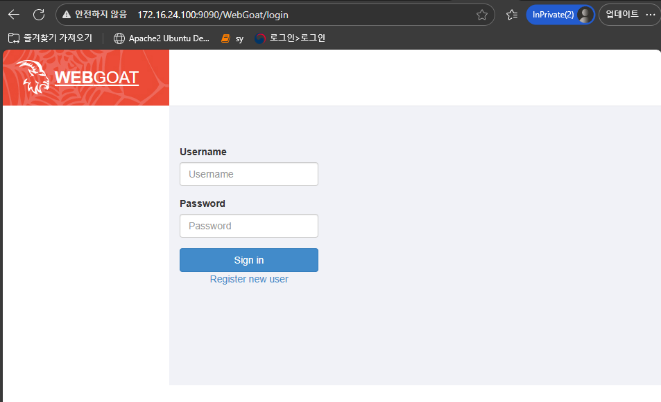 안전하지 않음 172.16.24.100:9090/WebGoat/login InPrivate(2) 업데이트
즐겨찾기 가져오기 Apache2 Ubuntu De... sy 로그인>로그인
WEBGOAT
Username
Username
Password
Password
Sign in
Register new user